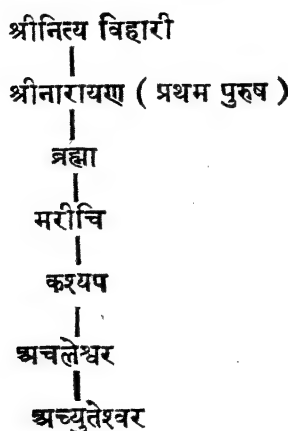 श्रीनित्य विहारी
श्रीनारायण ( प्रथम पुरुष )
ब्रह्मा
मरीचि
कश्यप
अचलेश्वर
अच्युतेश्वर